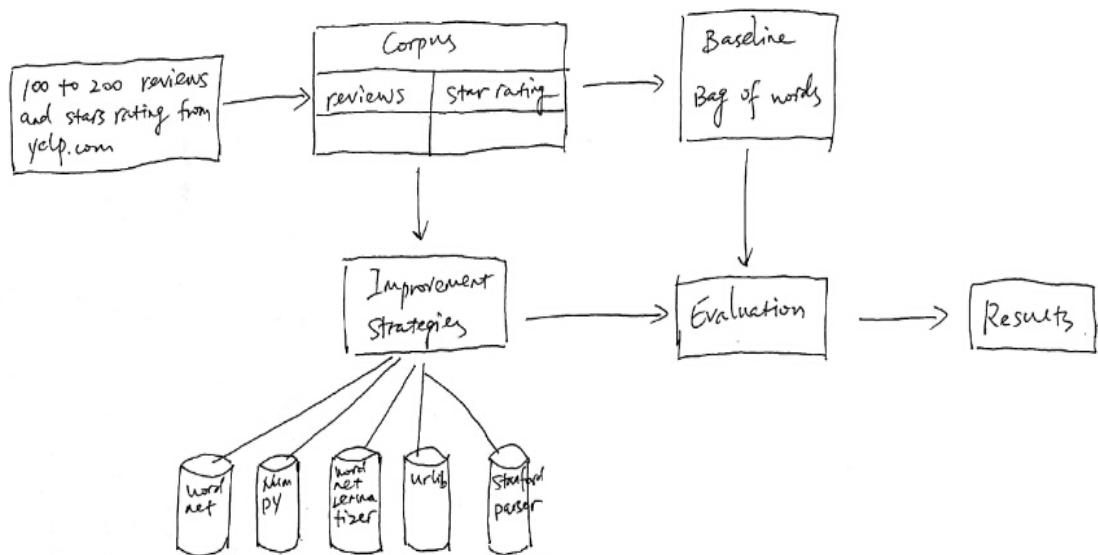 100 to 200 reviews
and stars rating from
yelp.com
Corpus
reviews
star rating
Baseline
Bag of words
Improvement
Strategies
Evaluation
Results
word
net
Num
PY
word
net
lemma
tizer
urlib
Stanford
parser